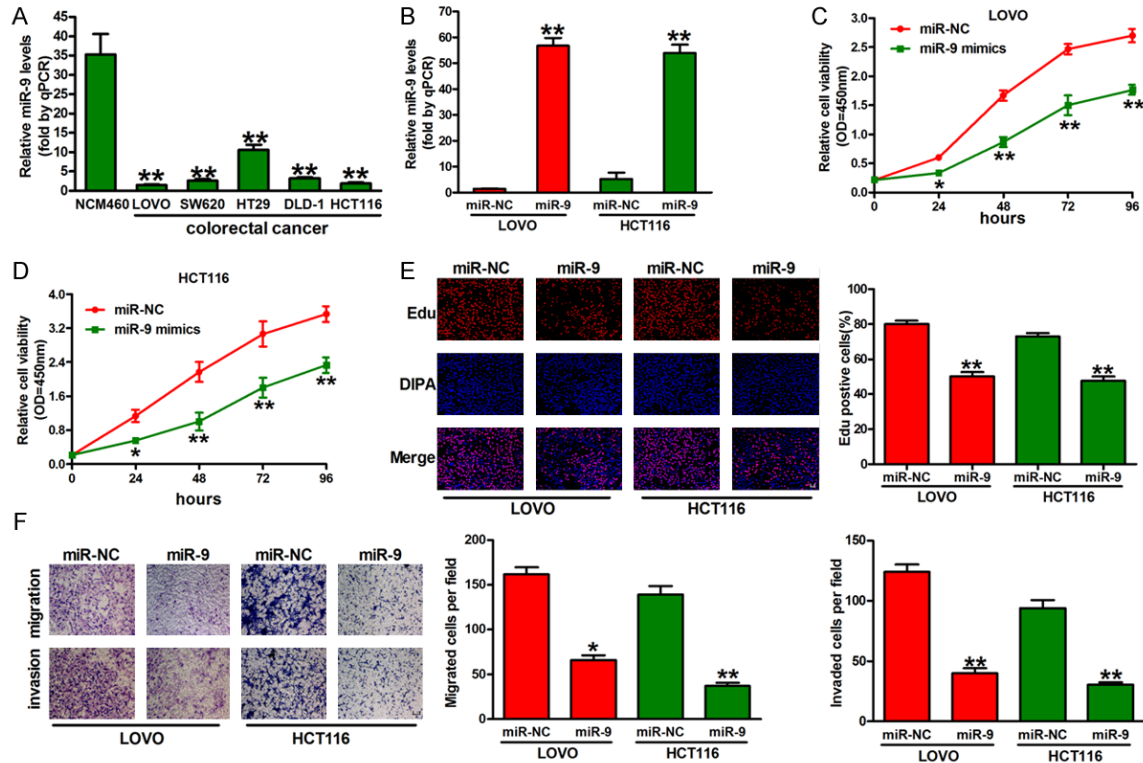 A
Relative miR-9 levels
(fold by qPCR)
45
40
35
30
25
20
15
10
5
0
** ** ** ** **
NCM460 LOVO SW620 HT29 DLD-1 HCT116
colorectal cancer
B
Relative miR-9 levels
(fold by qPCR)
70
60
50
40
30
20
10
0
** **
miR-NC miR-9 miR-NC miR-9
LOVO HCT116
C
LOVO
miR-NC
miR-9 mimics
Relative cell viability
(OD=450nm)
3.0
2.5
2.0
1.5
1.0
0.5
0.0
* ** ** **
0 24 48 72 96
hours
D
HCT116
miR-NC
miR-9 mimics
Relative cell viability
(OD=450nm)
4.0
3.2
2.4
1.6
0.8
0.0
* ** ** **
0 24 48 72 96
hours
E
miR-NC miR-9 miR-NC miR-9
Edu
DIPA
Merge
LOVO HCT116
Edu postive cells(%)
100
80
60
40
20
0
** **
miR-NC miR-9 miR-NC miR-9
LOVO HCT116
F
miR-NC miR-9 miR-NC miR-9
migration
invasion
LOVO HCT116
Migrated cells per field
200
150
100
50
0
* **
miR-NC miR-9 miR-NC miR-9
LOVO HCT116
Invaded cells per field
150
100
50
0
** **
miR-NC miR-9 miR-NC miR-9
LOVO HCT116